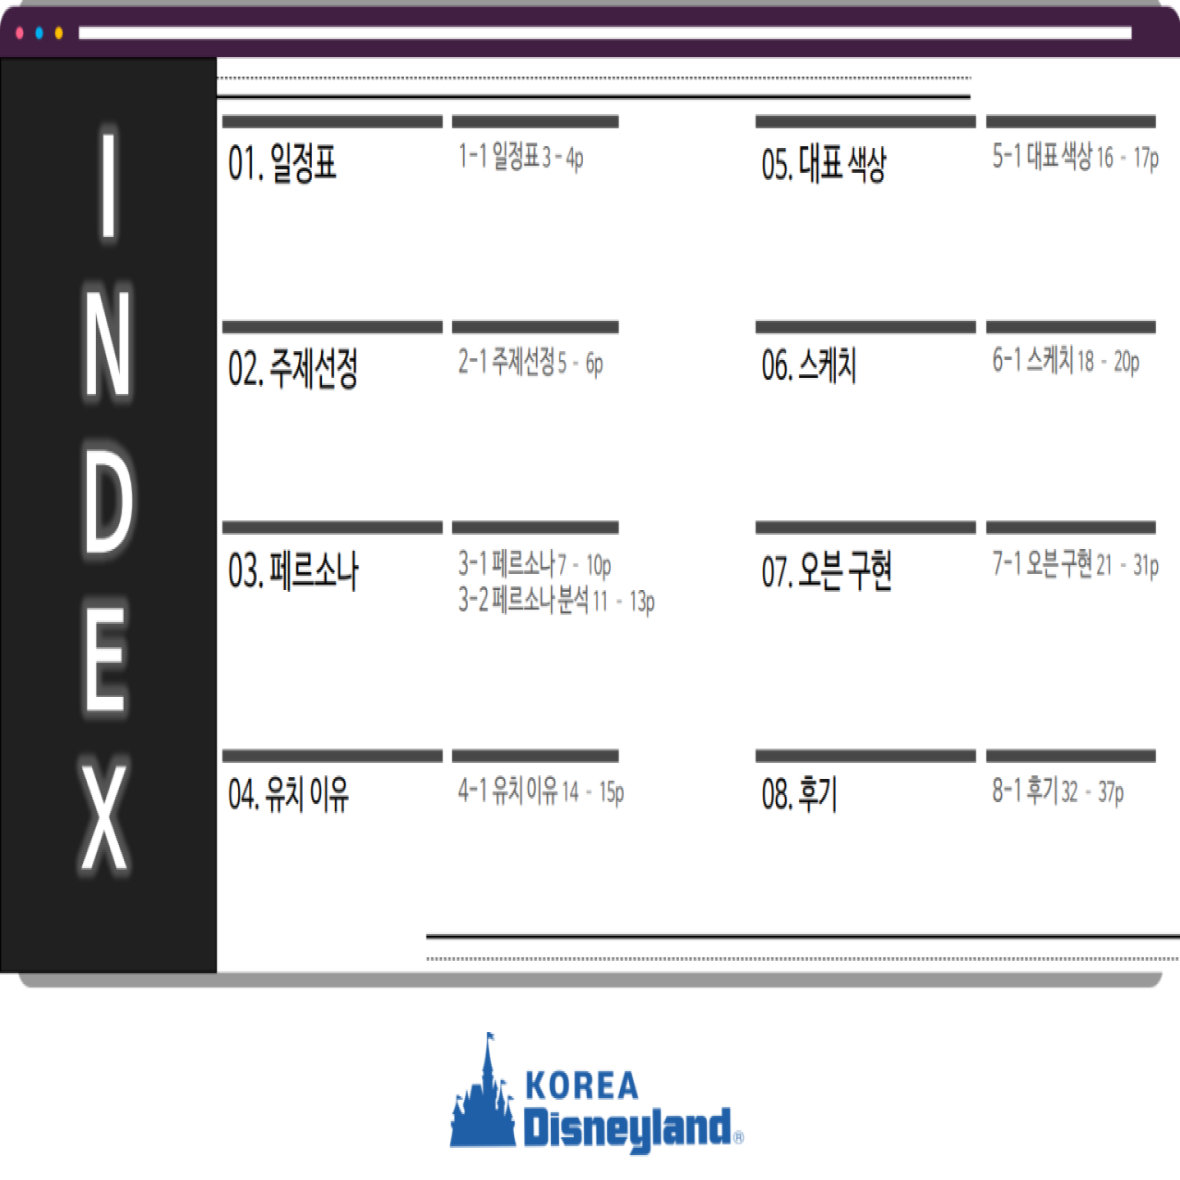 INDEX
01. 일정표
1-1 일정표 3 - 4p
02. 주제선정
2-1 주제선정 5 - 6p
03. 페르소나
3-1 페르소나 7 - 10p
3-2 페르소나 분석 11 - 13p
04. 유치 이유
4-1 유치 이유 14 - 15p
05. 대표 색상
5-1 대표 색상 16 - 17p
06. 스케치
6-1 스케치 18 - 20p
07. 오븐 구현
7-1 오븐 구현 21 - 31p
08. 후기
8-1 후기 32 - 37p
KOREA
Disneyland®